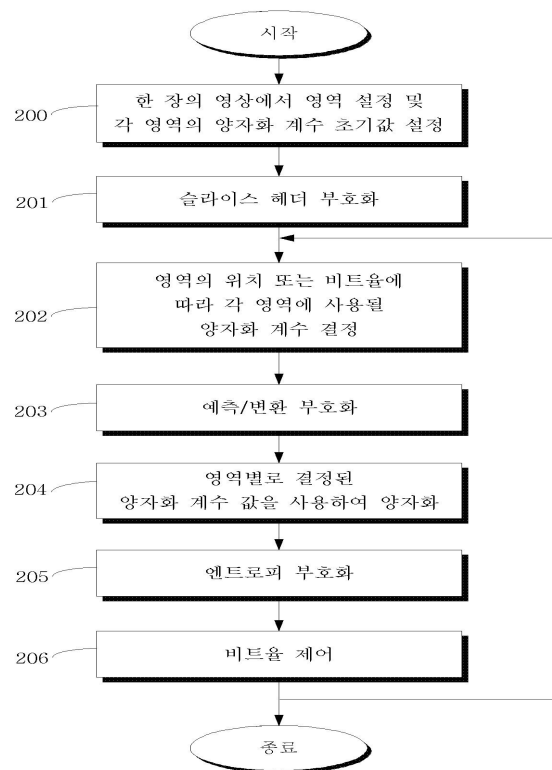 시작
200
한 장의 영상에서 영역 설정 및
각 영역의 양자화 계수 초기값 설정
201
슬라이스 헤더 부호화
202
영역의 위치 또는 비트율에
따라 각 영역에 사용될
양자화 계수 결정
203
예측/변환 부호화
204
영역별로 결정된
양자화 계수 값을 사용하여 양자화
205
엔트로피 부호화
206
비트율 제어
종료